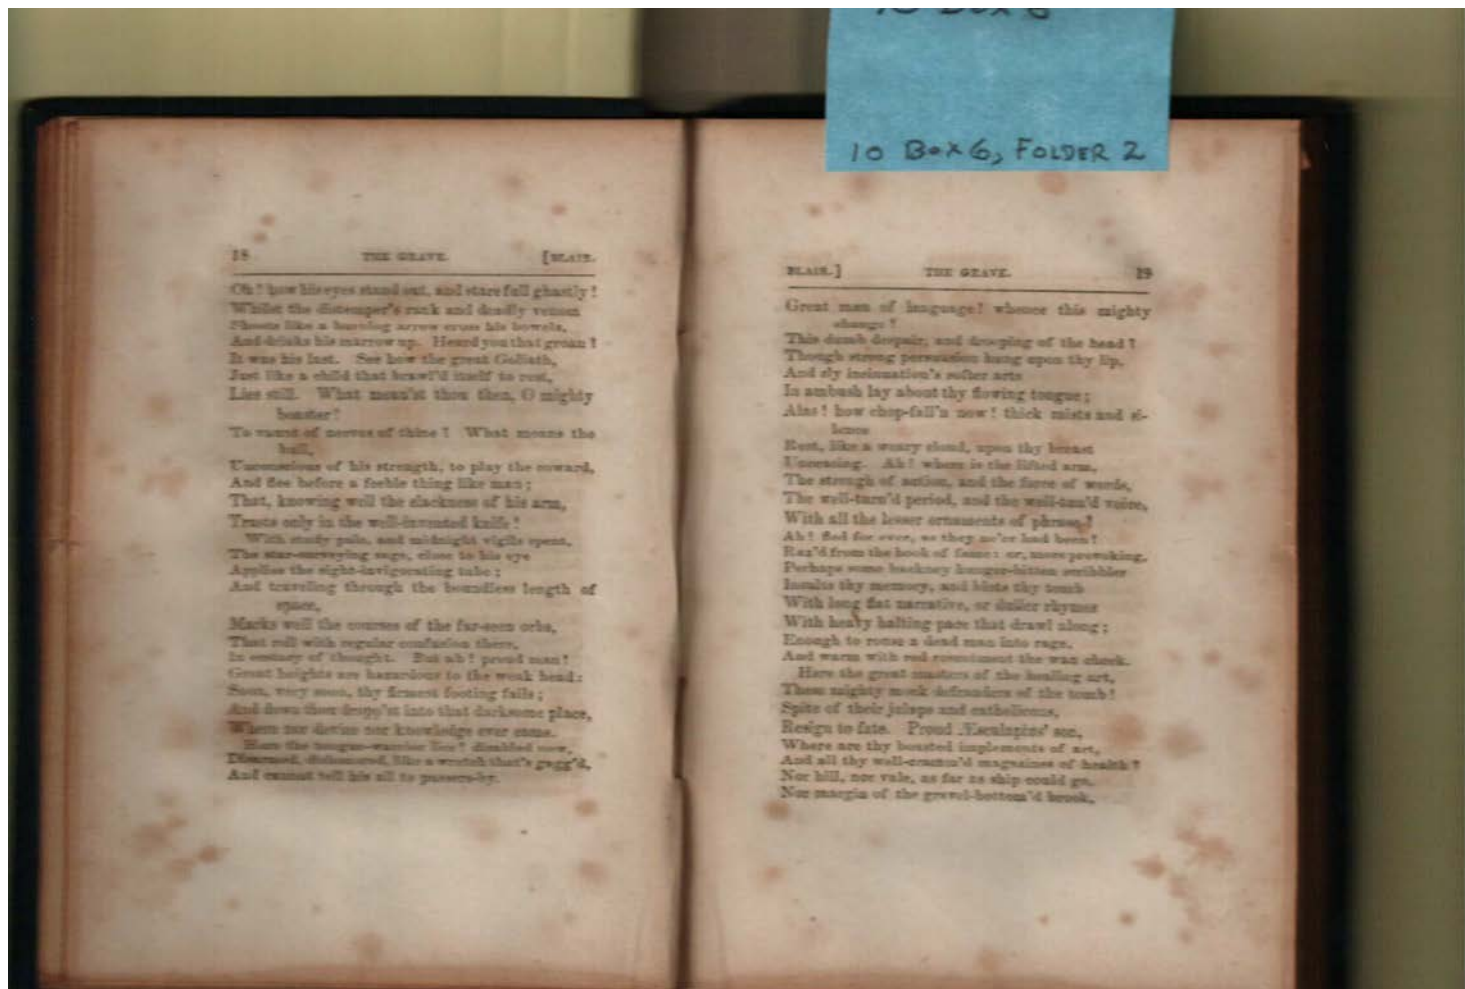 10 BOX 6
10 BOX 6, FOLDER 2
18 THE GRAVE. [BLAIR.
Oh! how his eyes stand out, and stare full ghastly!
Whilst the distemper's rank and deadly venom
Shoots like a burning arrow cross his bowels,
And drinks his marrow up. Heard you that groan?
It was his last. See how the great Goliath,
Just like a child that brawl'd itself to rest,
Lies still. What mean'st thou then, O mighty
boaster!
To vaunt of nerves of thine? What means the
bull,
Unconscious of his strength, to play the coward,
And flee before a feeble thing like man;
That, knowing well the slackness of his arm,
Trusts only in the well-invented knife!
With study pale, and midnight vigils spent,
The star-surveying sage, close to his eye
Applies the sight-invigorating tube;
And traveling through the boundless length of
space,
Marks well the courses of the far-seen orbs,
That roll with regular confusion there,
In ecstacy of thought. But ah! proud man!
Great heights are hazardous to the weak head:
Soon, very soon, thy firmest footing fails;
And down thou dropp'st into that darksome place,
Where nor device nor knowledge ever came.
Here the tongue-warrior lies! disabled now,
Disarmed, dishonoured, like a wretch that's gagg'd,
And cannot tell his ail to passers-by.
BLAIR.] THE GRAVE. 19
Great man of language! whence this mighty
change?
This dumb despair, and drooping of the head?
Though strong persuasion hung upon thy lip,
And sly insinuation's softer arts
In ambush lay about thy flowing tongue;
Alas! how chop-fall'n now! thick mists and si-
lence
Rest, like a weary cloud, upon thy breast
Unceasing. Ah! where is the lifted arm,
The strength of action, and the force of words,
The well-turn'd period, and the well-tun'd voice,
With all the lesser ornaments of phrase?
Ah! fled for ever, as they ne'er had been!
Raz'd from the book of fame: or, more provoking,
Perhaps some hackney hunger-bitten scribbler
Insults thy memory, and blots thy tomb
With long flat narrative, or duller rhymes
With heavy halting pace that drawl along;
Enough to rouse a dead man into rage,
And warm with red resentment the wan cheek.
Here the great masters of the healing art,
These mighty mock defrauders of the tomb!
Spite of their juleps and catholicons,
Resign to fate. Proud Æsculapius' son,
Where are thy boasted implements of art,
And all thy well-cramm'd magazines of health?
Nor hill, nor vale, as far as ship could go,
Nor margin of the gravel-bottom'd brook,